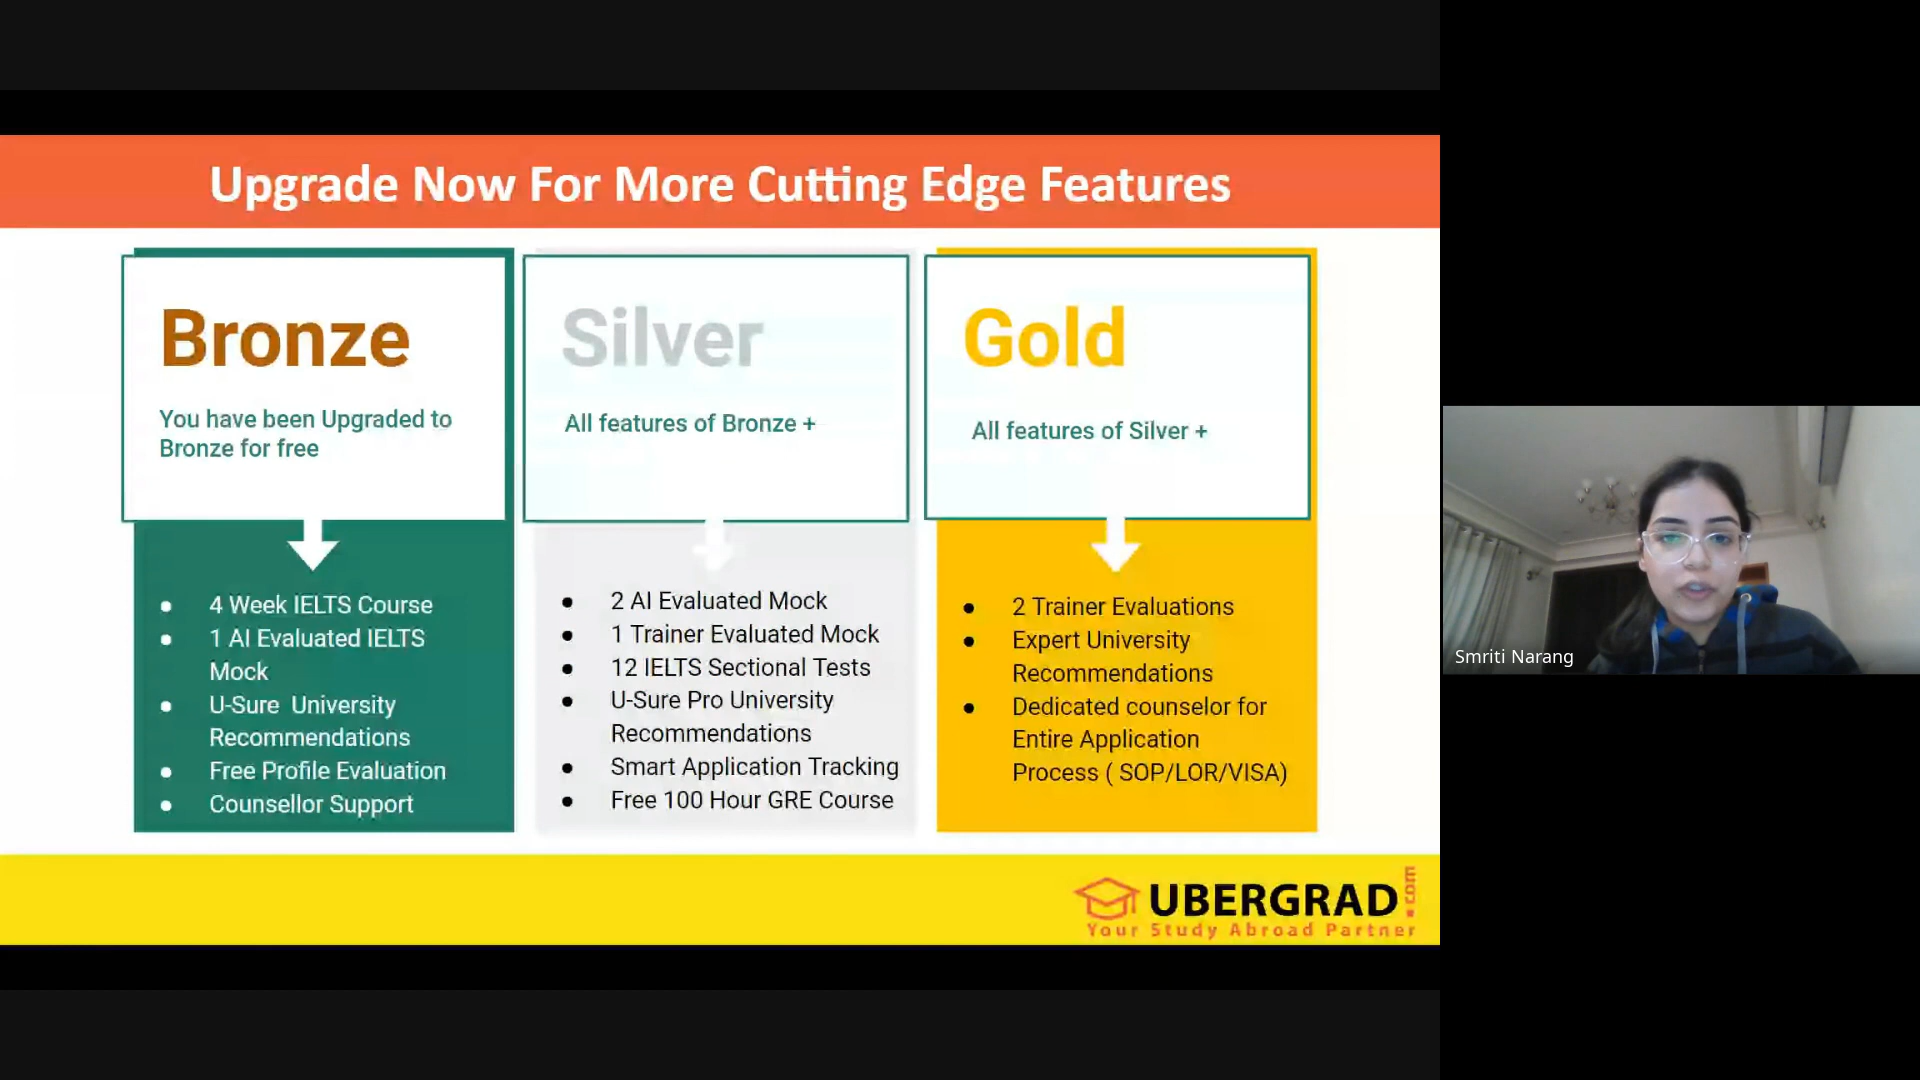 Upgrade Now For More Cutting Edge Features
Bronze
You have been Upgraded to
Bronze for free
4 Week IELTS Course
1 AI Evaluated IELTS
Mock
U-Sure University
Recommendations
Free Profile Evaluation
Counsellor Support
Silver
All features of Bronze +
2 AI Evaluated Mock
1 Trainer Evaluated Mock
12 IELTS Sectional Tests
U-Sure Pro University
Recommendations
Smart Application Tracking
Free 100 Hour GRE Course
Gold
All features of Silver +
2 Trainer Evaluations
Expert University
Recommendations
Dedicated counselor for
Entire Application
Process ( SOP/LOR/VISA)
UBERGRAD.com
Your Study Abroad Partner
Smriti Narang